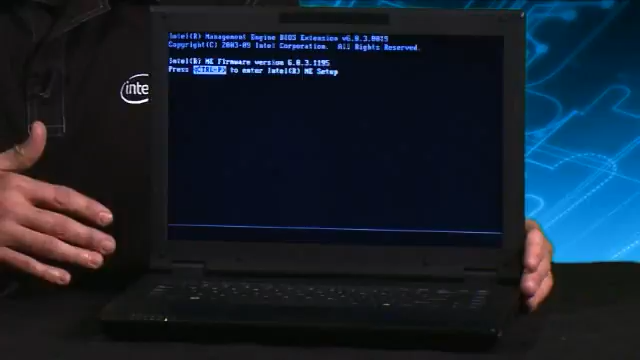 Intel(R) Management Engine BIOS Extension v6.0.3.0019
Copyright(C) 2003-09 Intel Corporation. All Rights Reserved.
Intel(R) ME Firmware version 6.0.3.1195
Press <CTRL-P> to enter Intel(R) ME Setup
inte